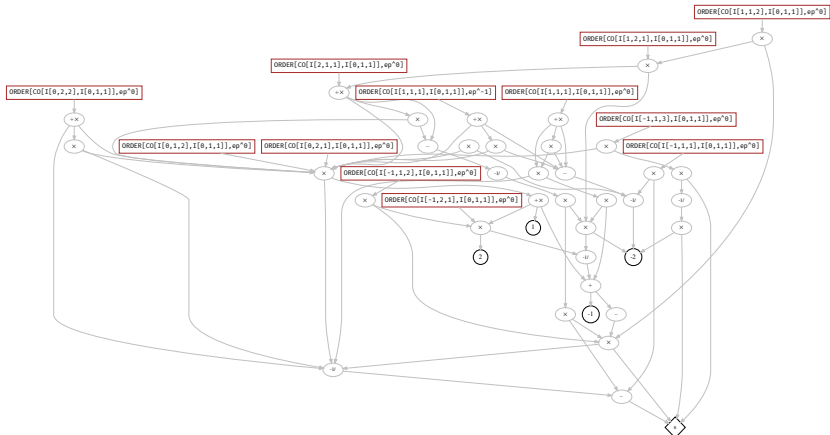 ORDER[CO[I[1,1,2],I[0,1,1]],ep^0]
ORDER[CO[I[1,2,1],I[0,1,1]],ep^0]
ORDER[CO[I[2,1,1],I[0,1,1]],ep^0]
ORDER[CO[I[0,2,2],I[0,1,1]],ep^0]
ORDER[CO[I[1,1,1],I[0,1,1]],ep^-1]
ORDER[CO[I[1,1,1],I[0,1,1]],ep^0]
ORDER[CO[I[-1,1,3],I[0,1,1]],ep^0]
ORDER[CO[I[0,1,2],I[0,1,1]],ep^0]
ORDER[CO[I[0,2,1],I[0,1,1]],ep^0]
ORDER[CO[I[-1,1,1],I[0,1,1]],ep^0]
ORDER[CO[I[-1,1,2],I[0,1,1]],ep^0]
ORDER[CO[I[-1,2,1],I[0,1,1]],ep^0]
1
2
-2
-1